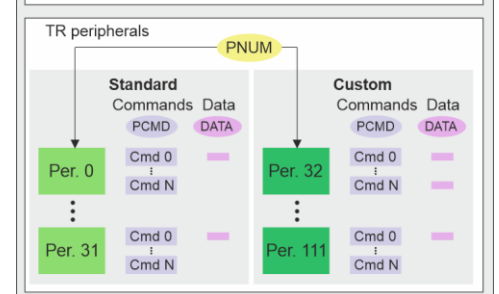 TR peripherals
PNUM
Standard
Commands Data
PCMD DATA
Per. 0
Cmd 0
⋮
Cmd N
⋮
Per. 31
Cmd 0
⋮
Cmd N
Custom
Commands Data
PCMD DATA
Per. 32
Cmd 0
⋮
Cmd N
⋮
Per. 111
Cmd 0
⋮
Cmd N